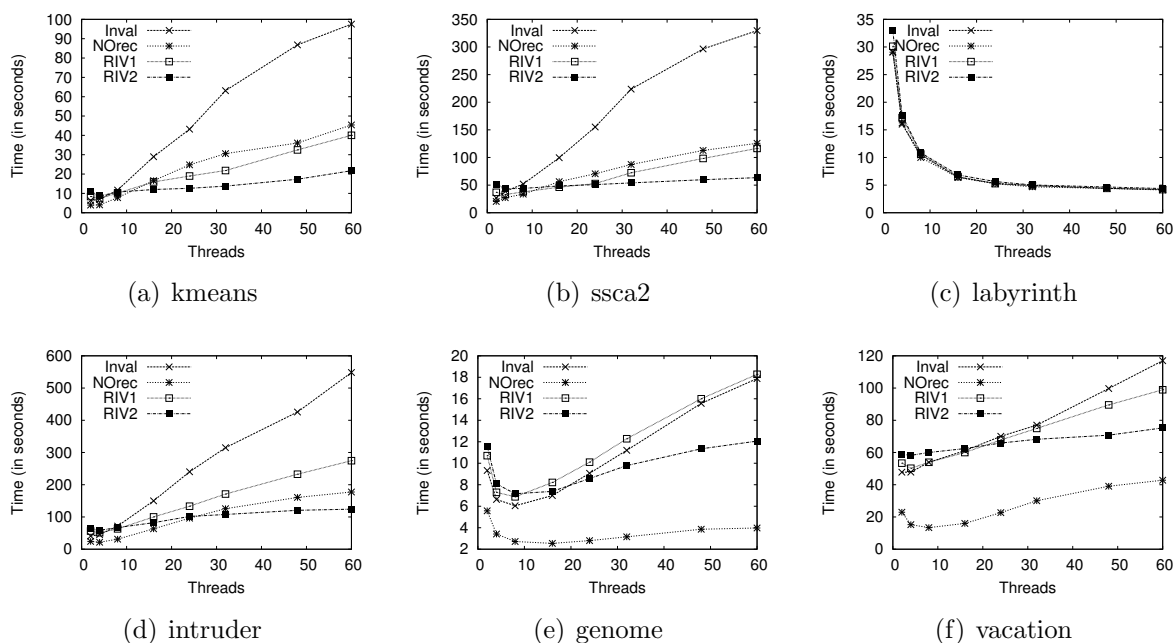 Time (in seconds)
100
90
80
70
60
50
40
30
20
10
0
Inval
NOrec
RIV1
RIV2
0 10 20 30 40 50 60
Threads
(a) kmeans
Time (in seconds)
350
300
250
200
150
100
50
0
Inval
NOrec
RIV1
RIV2
0 10 20 30 40 50 60
Threads
(b) ssca2
Time (in seconds)
35
30
25
20
15
10
5
0
Inval
NOrec
RIV1
RIV2
0 10 20 30 40 50 60
Threads
(c) labyrinth
Time (in seconds)
600
500
400
300
200
100
0
Inval
NOrec
RIV1
RIV2
0 10 20 30 40 50 60
Threads
(d) intruder
Time (in seconds)
20
18
16
14
12
10
8
6
4
2
Inval
NOrec
RIV1
RIV2
0 10 20 30 40 50 60
Threads
(e) genome
Time (in seconds)
120
100
80
60
40
20
0
Inval
NOrec
RIV1
RIV2
0 10 20 30 40 50 60
Threads
(f) vacation